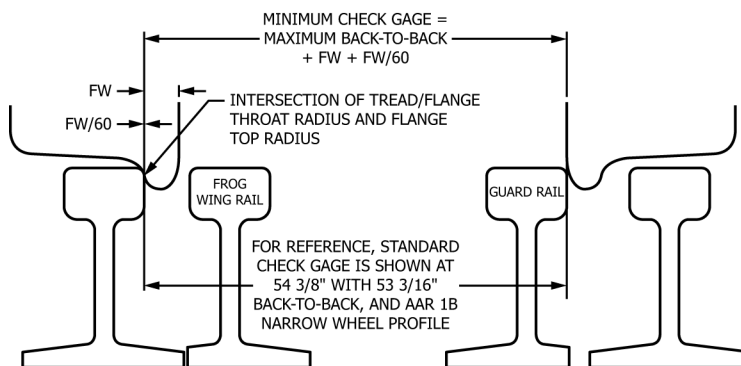 MINIMUM CHECK GAGE =
MAXIMUM BACK-TO-BACK
+ FW + FW/60
FW
FW/60
INTERSECTION OF TREAD/FLANGE
THROAT RADIUS AND FLANGE
TOP RADIUS
FROG
WING RAIL
GUARD RAIL
FOR REFERENCE, STANDARD
CHECK GAGE IS SHOWN AT
54 3/8" WITH 53 3/16"
BACK-TO-BACK, AND AAR 1B
NARROW WHEEL PROFILE